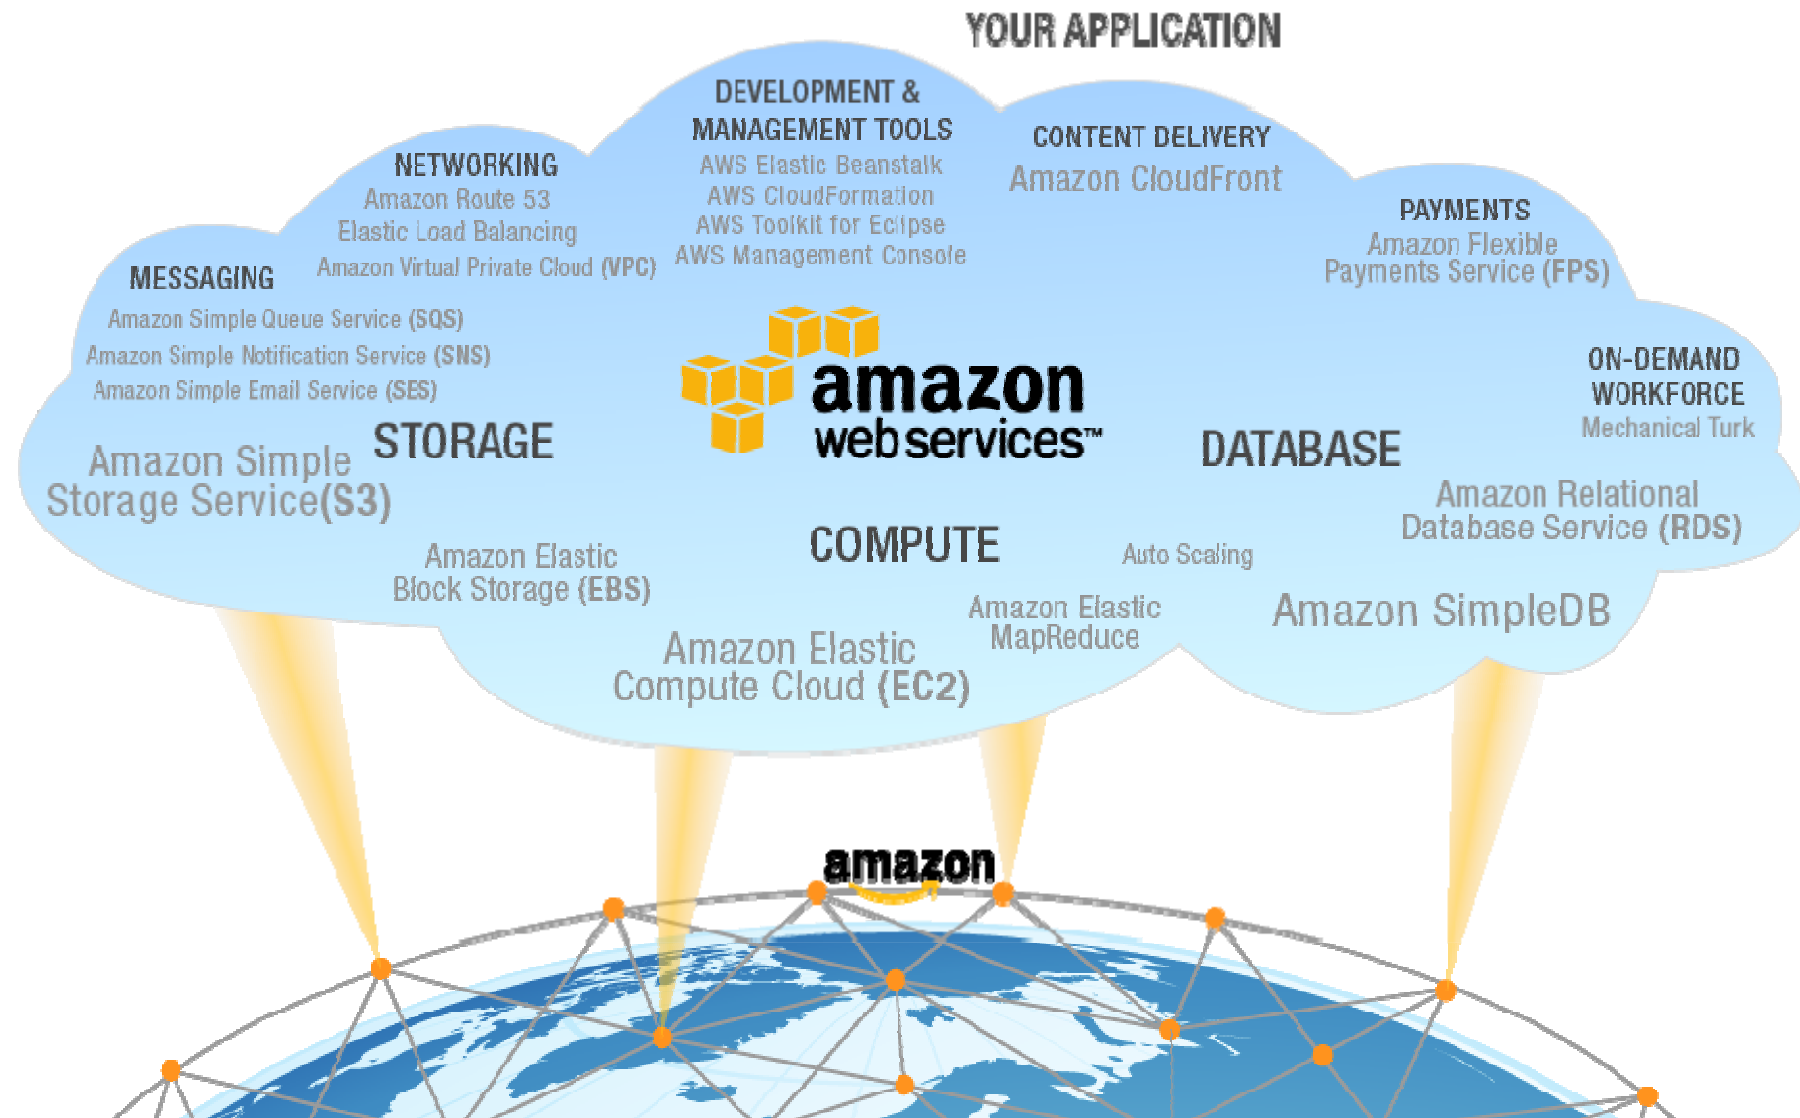 YOUR APPLICATION
DEVELOPMENT &
MANAGEMENT TOOLS
AWS Elastic Beanstalk
AWS CloudFormation
AWS Toolkit for Eclipse
AWS Management Console
CONTENT DELIVERY
Amazon CloudFront
NETWORKING
Amazon Route 53
Elastic Load Balancing
Amazon Virtual Private Cloud (VPC)
PAYMENTS
Amazon Flexible
Payments Service (FPS)
MESSAGING
Amazon Simple Queue Service (SQS)
Amazon Simple Notification Service (SNS)
Amazon Simple Email Service (SES)
amazon
webservices™
ON-DEMAND
WORKFORCE
Mechanical Turk
STORAGE
Amazon Simple
Storage Service(S3)
Amazon Elastic
Block Storage (EBS)
DATABASE
Amazon Relational
Database Service (RDS)
Amazon SimpleDB
COMPUTE
Auto Scaling
Amazon Elastic
MapReduce
Amazon Elastic
Compute Cloud (EC2)
amazon